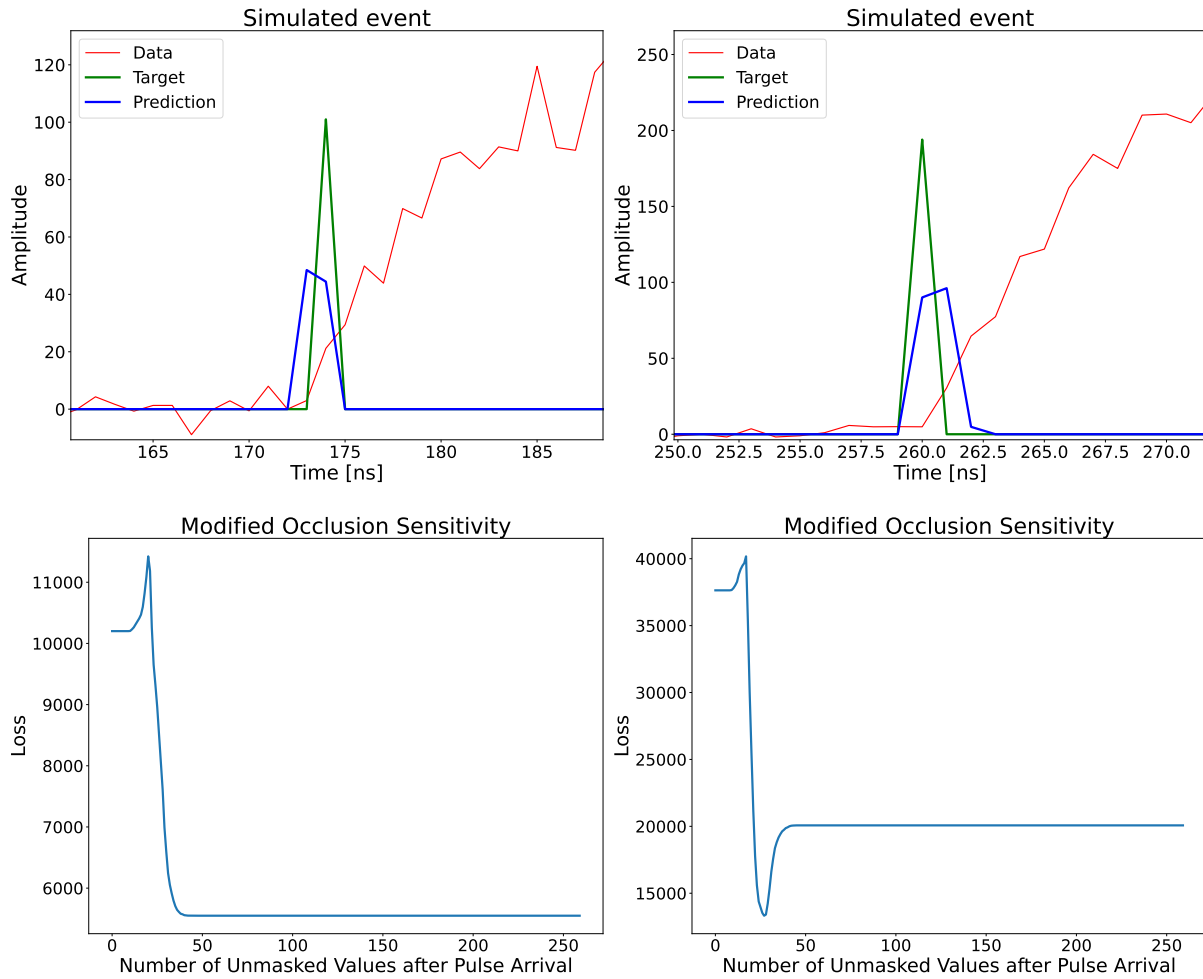 Simulated event
Data
Target
Prediction
Amplitude
0
20
40
60
80
100
120
165
170
175
180
185
Time [ns]
Simulated event
Data
Target
Prediction
Amplitude
0
50
100
150
200
250
250.0
252.5
255.0
257.5
260.0
262.5
265.0
267.5
270.0
Time [ns]
Modified Occlusion Sensitivity
Loss
6000
7000
8000
9000
10000
11000
0
50
100
150
200
250
Number of Unmasked Values after Pulse Arrival
Modified Occlusion Sensitivity
Loss
15000
20000
25000
30000
35000
40000
0
50
100
150
200
250
Number of Unmasked Values after Pulse Arrival